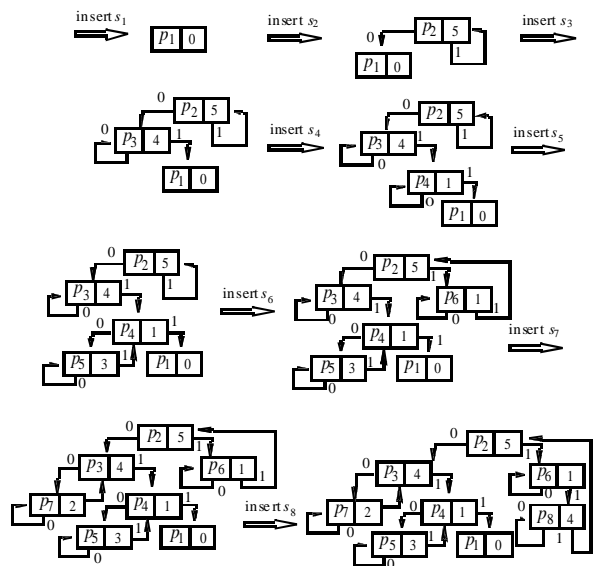 insert s1
p1 0
insert s2
0 p2 5
1
p1 0
insert s3
0 p2 5
0 p3 4 1 1
0
p1 0
insert s4
0 p2 5
0 p3 4 1 1
0
p4 1 1
0
p1 0
insert s5
0 p2 5
0 p3 4 1 1
0 p4 1 1
p5 3 1 p1 0
0
insert s6
0 p2 5 1
0 p3 4 1 p6 1
0 1
0 p4 1 1
p5 3 1 p1 0
0
insert s7
0 p2 5 1
0 p3 4 1 p6 1
0 1
p7 2 1 0 p4 1 1
0
p5 3 1 p1 0
0
insert s8
0 p2 5 1
0 p3 4 1 0 p6 1
1
p7 2 1 0 p4 1 1 0 p8 4
0 1
p5 3 1 p1 0
0